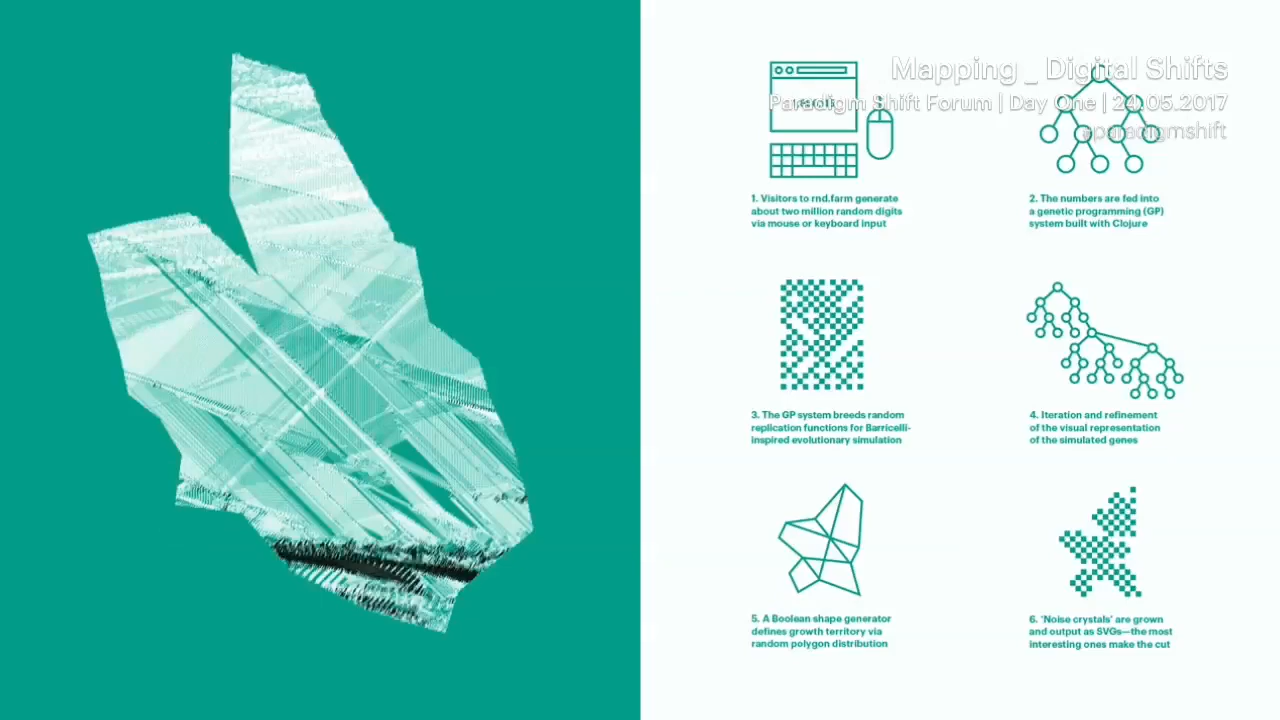 Mapping _ Digital Shifts
Paradigm Shift Forum | Day One | 24.05.2017
#paradigmshift
1. Visitors to rnd.farm generate
about two million random digits
via mouse or keyboard input
2. The numbers are fed into
a genetic programming (GP)
system built with Clojure
3. The GP system breeds random
replication functions for Barricelli-
inspired evolutionary simulation
4. Iteration and refinement
of the visual representation
of the simulated genes
5. A Boolean shape generator
defines growth territory via
random polygon distribution
6. ‘Noise crystals’ are grown
and output as SVGs—the most
interesting ones make the cut